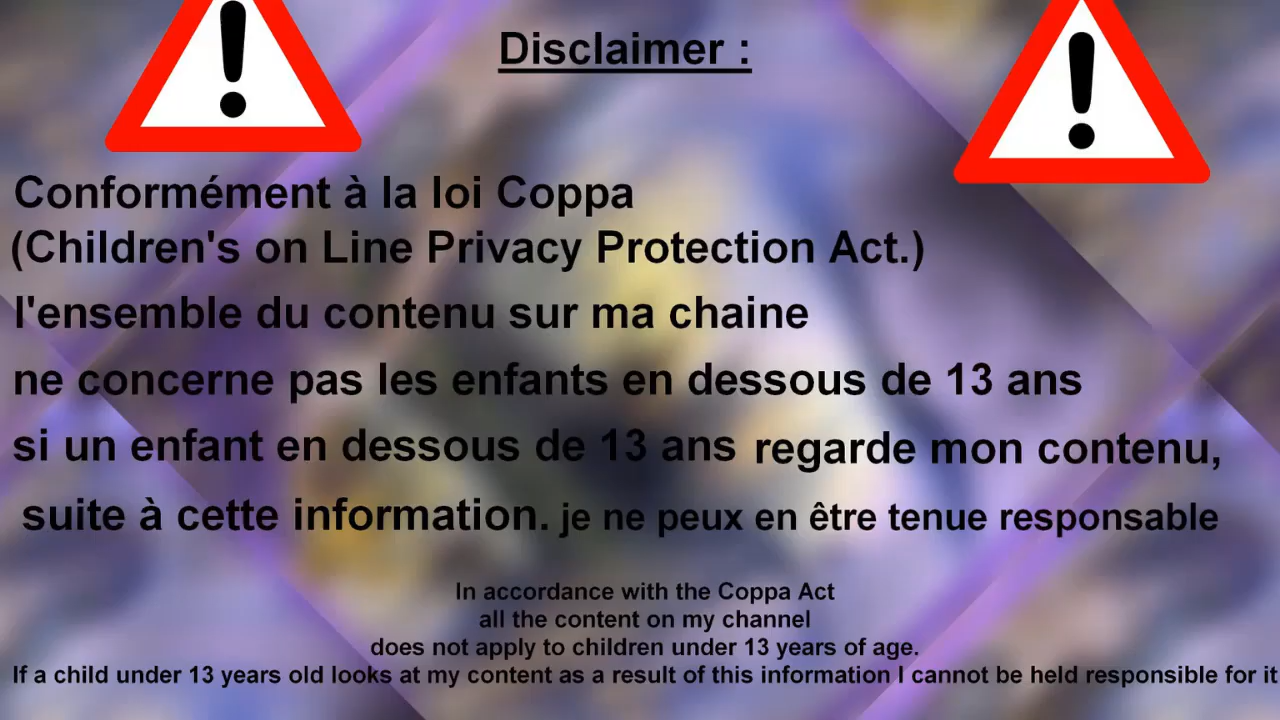 Disclaimer :
Conformément à la loi Coppa
(Children's on Line Privacy Protection Act.)
l'ensemble du contenu sur ma chaine
ne concerne pas les enfants en dessous de 13 ans
si un enfant en dessous de 13 ans regarde mon contenu,
suite à cette information. je ne peux en être tenue responsable
In accordance with the Coppa Act
all the content on my channel
does not apply to children under 13 years of age.
If a child under 13 years old looks at my content as a result of this information I cannot be held responsible for it